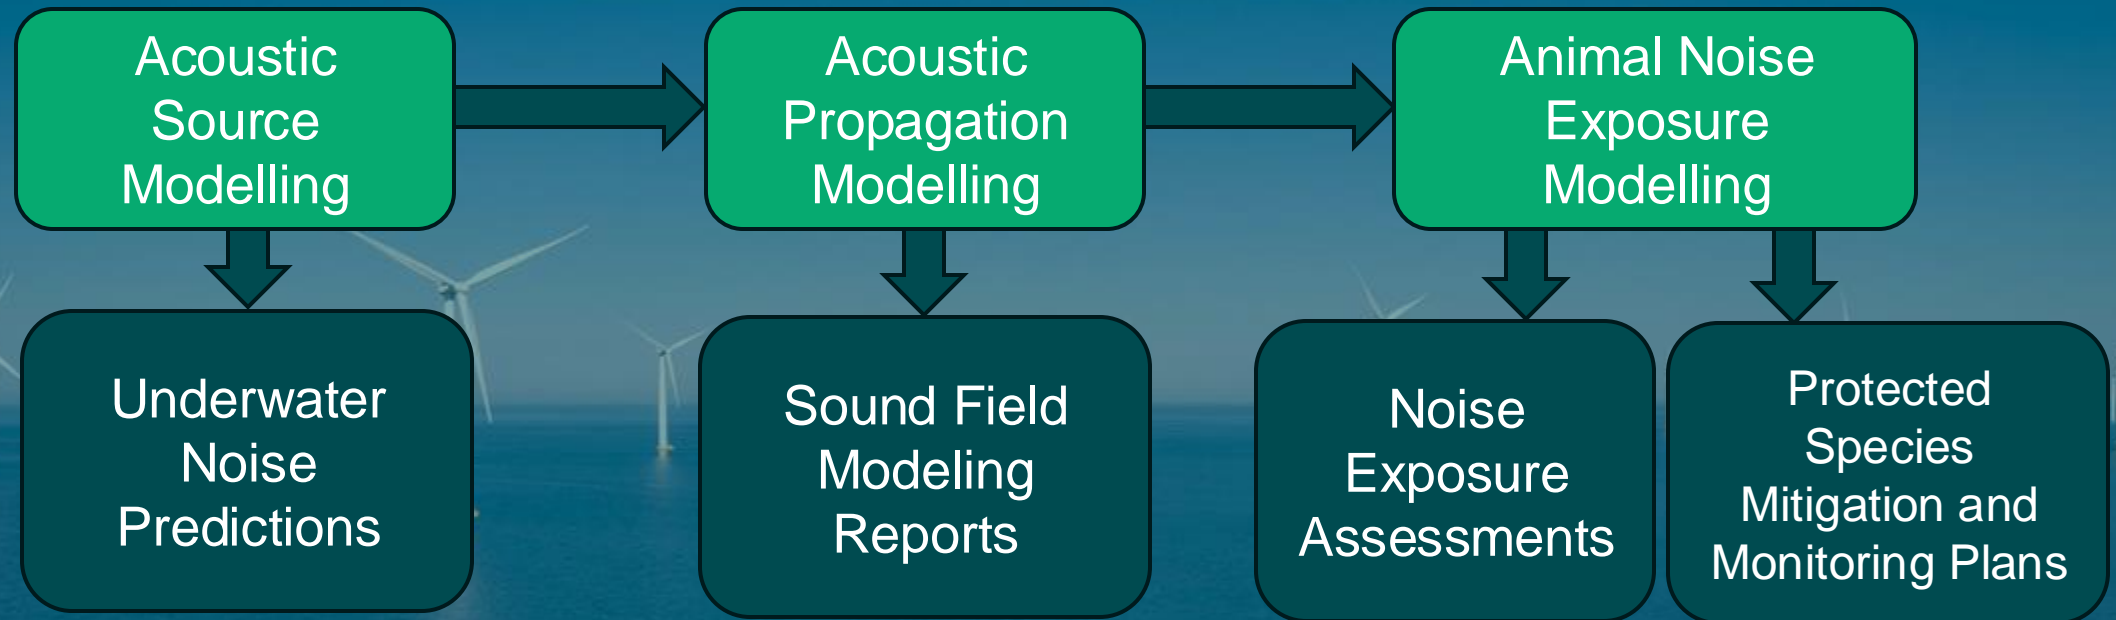 Acoustic
Source
Modelling
Acoustic
Propagation
Modelling
Animal Noise
Exposure
Modelling
Underwater
Noise
Predictions
Sound Field
Modeling
Reports
Noise
Exposure
Assessments
Protected
Species
Mitigation and
Monitoring Plans